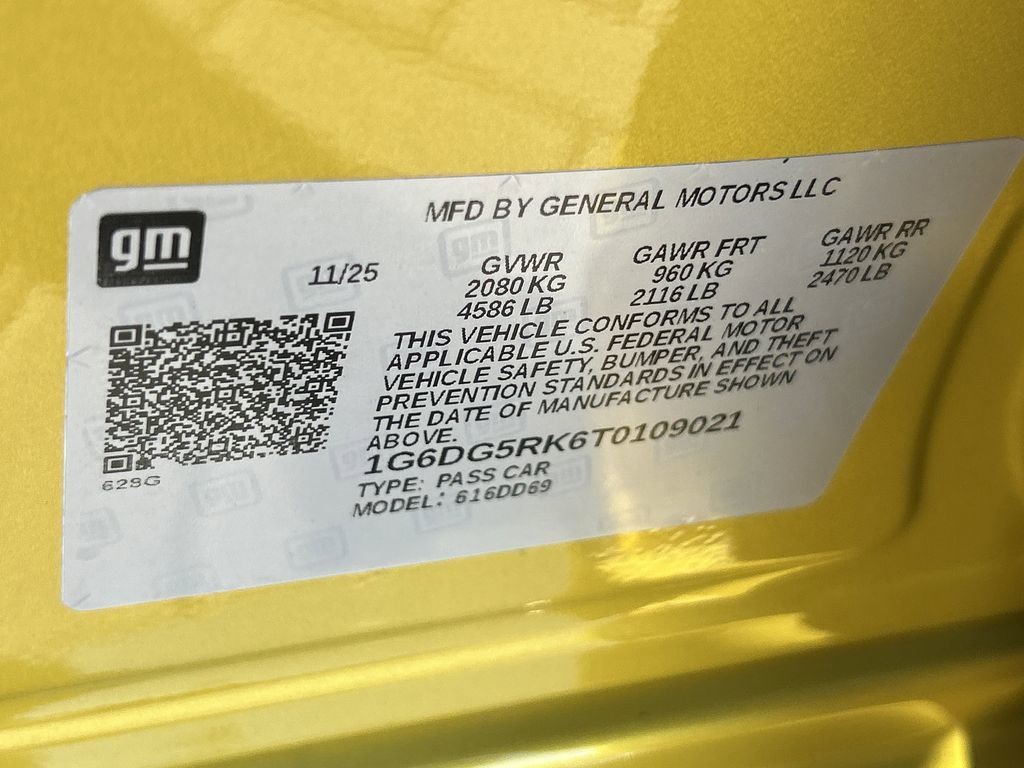 gm
MFD BY GENERAL MOTORS LLC
11/25
GVWR
2080 KG
4586 LB
GAWR FRT
960 KG
2116 LB
GAWR RR
1120 KG
2470 LB
THIS VEHICLE CONFORMS TO ALL
APPLICABLE U.S. FEDERAL MOTOR
VEHICLE SAFETY, BUMPER, AND THEFT
PREVENTION STANDARDS IN EFFECT ON
THE DATE OF MANUFACTURE SHOWN
ABOVE.
1G6DG5RK6T0109021
TYPE: PASS CAR
MODEL: 616DD69
628G